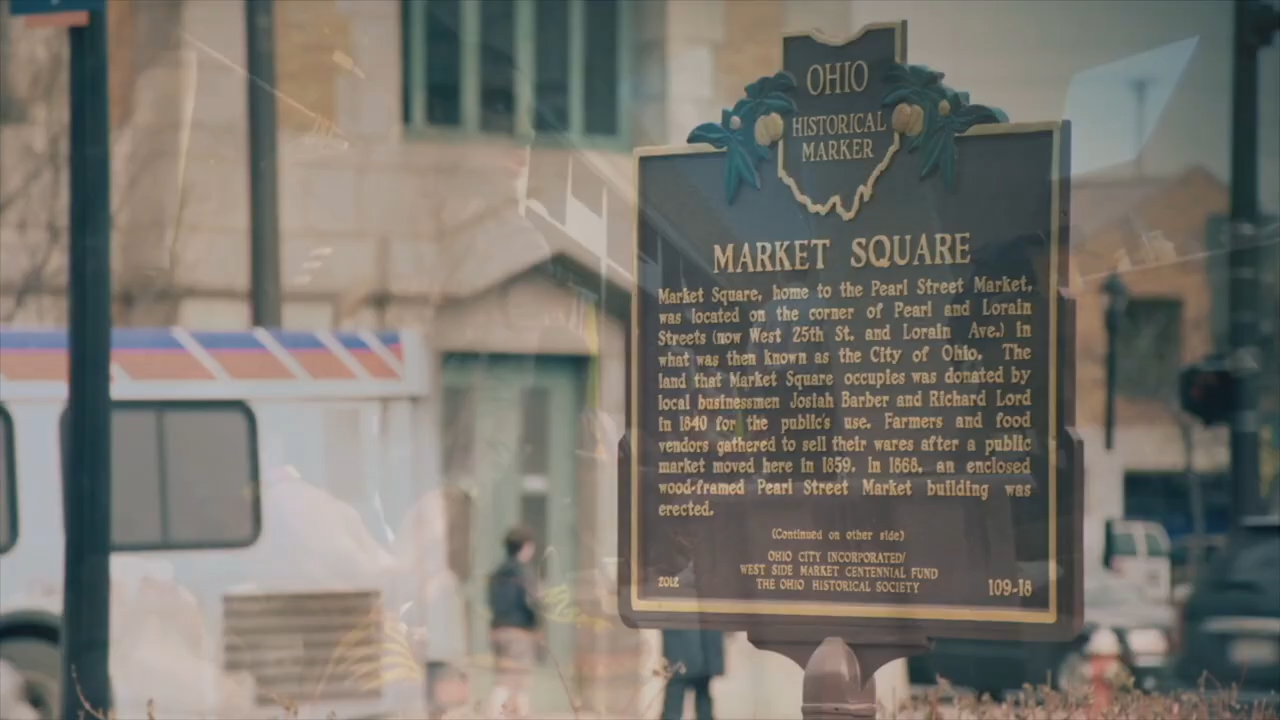 OHIO
HISTORICAL
MARKER
MARKET SQUARE
Market Square, home to the Pearl Street Market,
was located on the corner of Pearl and Lorain
Streets (now West 25th St. and Lorain Ave.) in
what was then known as the City of Ohio. The
land that Market Square occupies was donated by
local businessmen Josiah Barber and Richard Lord
in 1840 for the public's use. Farmers and food
vendors gathered to sell their wares after a public
market moved here in 1859. In 1868, an enclosed
wood-framed Pearl Street Market building was
erected.
(Continued on other side)
OHIO CITY INCORPORATED/
WEST SIDE MARKET CENTENNIAL FUND
THE OHIO HISTORICAL SOCIETY
2012
109-18